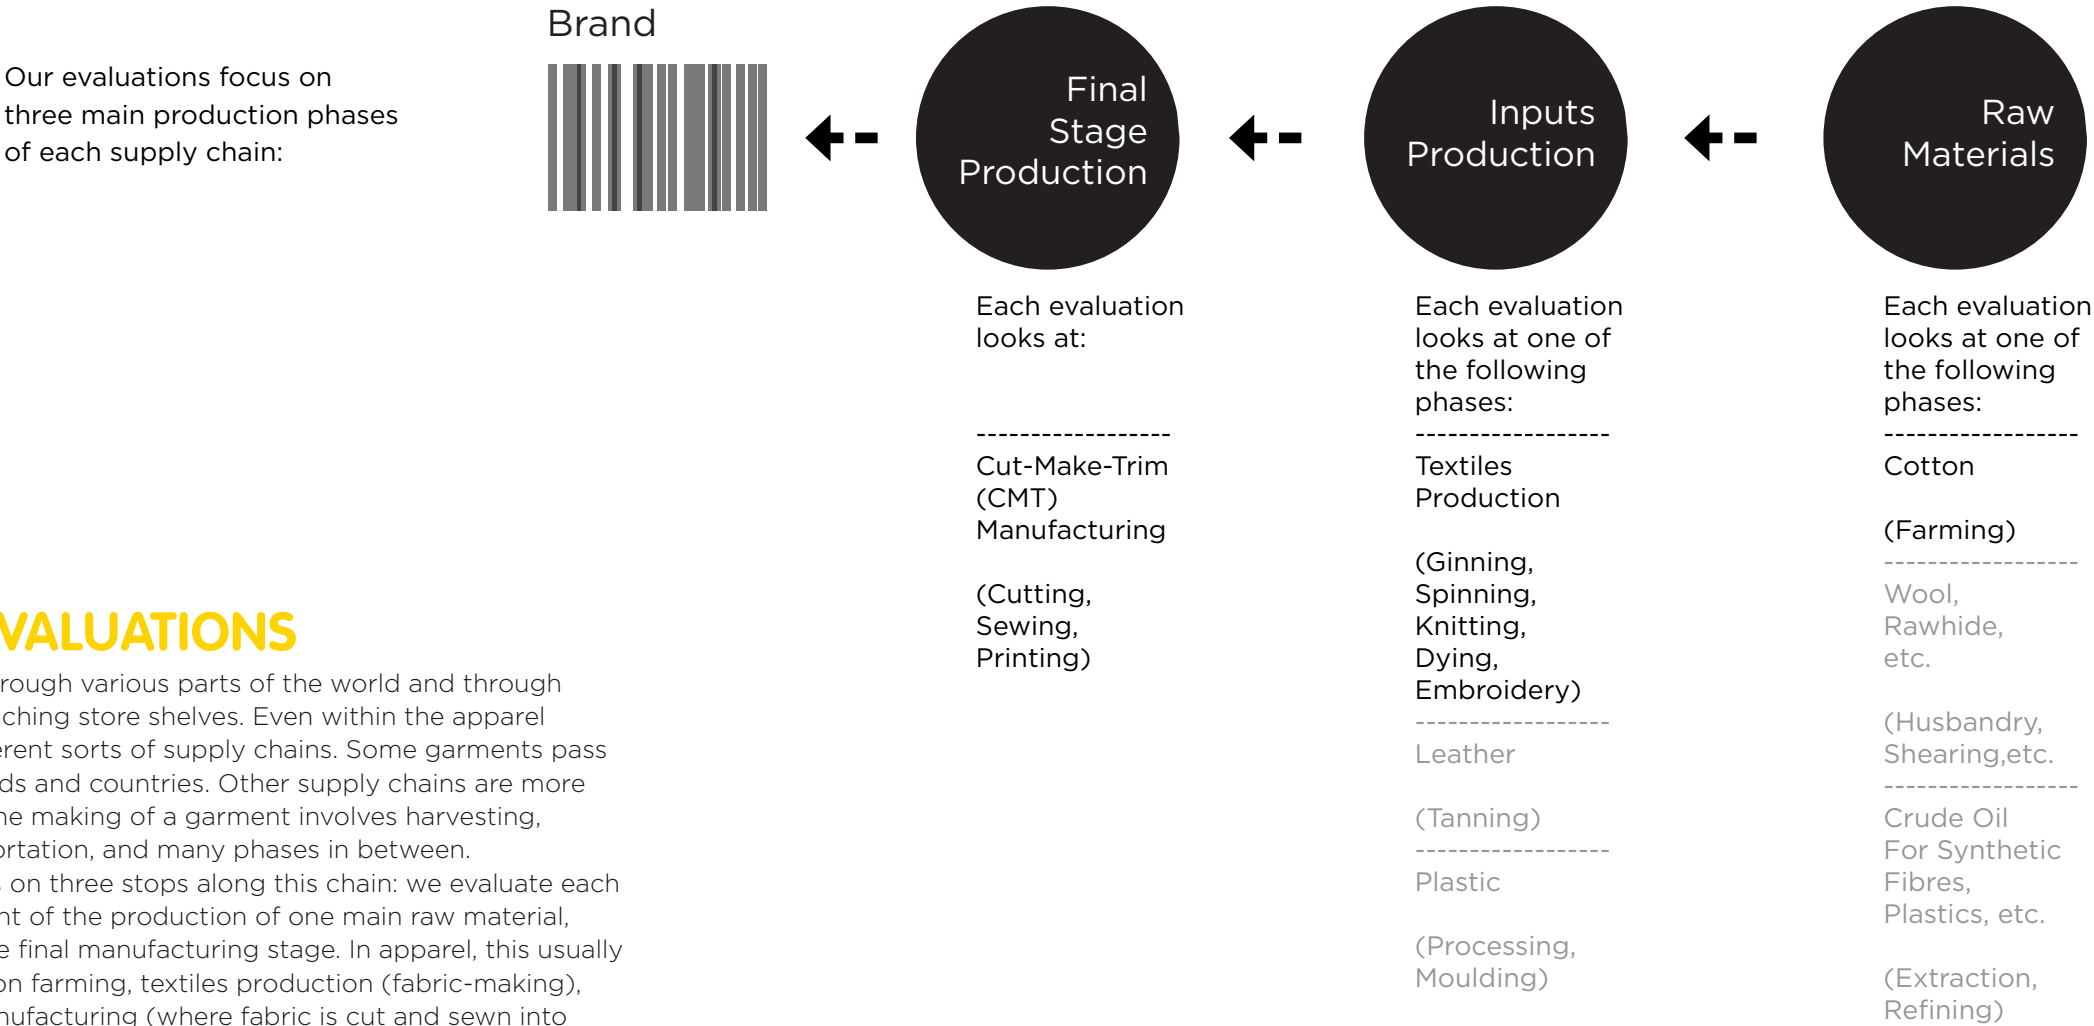 Our evaluations focus on
three main production phases
of each supply chain:
Brand
Final
Stage
Production
Inputs
Production
Raw
Materials
Each evaluation
looks at:
------------------
Cut-Make-Trim
(CMT)
Manufacturing
(Cutting,
Sewing,
Printing)
Each evaluation
looks at one of
the following
phases:
------------------
Textiles
Production
(Ginning,
Spinning,
Knitting,
Dying,
Embroidery)
------------------
Leather
(Tanning)
------------------
Plastic
(Processing,
Moulding)
Each evaluation
looks at one of
the following
phases:
------------------
Cotton
(Farming)
------------------
Wool,
Rawhide,
etc.
(Husbandry,
Shearing,etc.
------------------
Crude Oil
For Synthetic
Fibres,
Plastics, etc.
(Extraction,
Refining)
VALUATIONS
rough various parts of the world and through
ching store shelves. Even within the apparel
erent sorts of supply chains. Some garments pass
ds and countries. Other supply chains are more
he making of a garment involves harvesting,
ortation, and many phases in between.
s on three stops along this chain: we evaluate each
nt of the production of one main raw material,
e final manufacturing stage. In apparel, this usually
on farming, textiles production (fabric-making),
nufacturing (where fabric is cut and sewn into